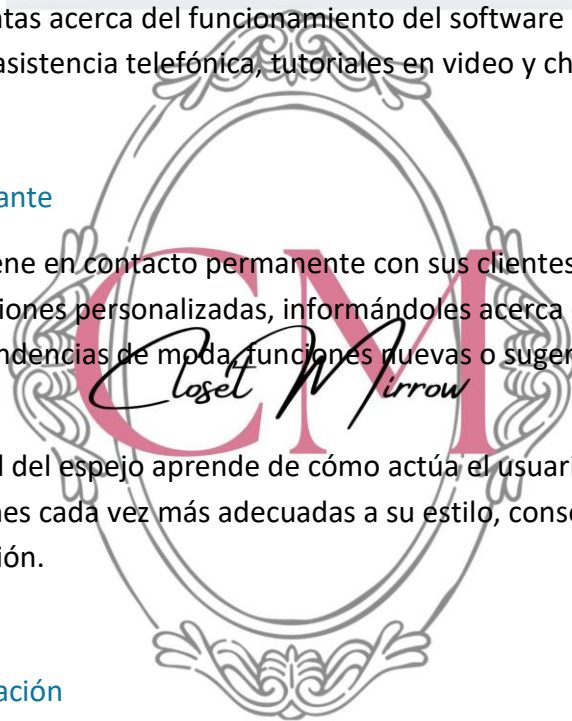 ntas acerca del funcionamiento del software
asistencia telefónica, tutoriales en video y ch
ante
ene en contacto permanente con sus clientes
iones personalizadas, informándoles acerca
ndencias de moda, funciones nuevas o suger
CM
Closet Mirrow
l del espejo aprende de cómo actúa el usuari
nes cada vez más adecuadas a su estilo, conse
ión.
ación